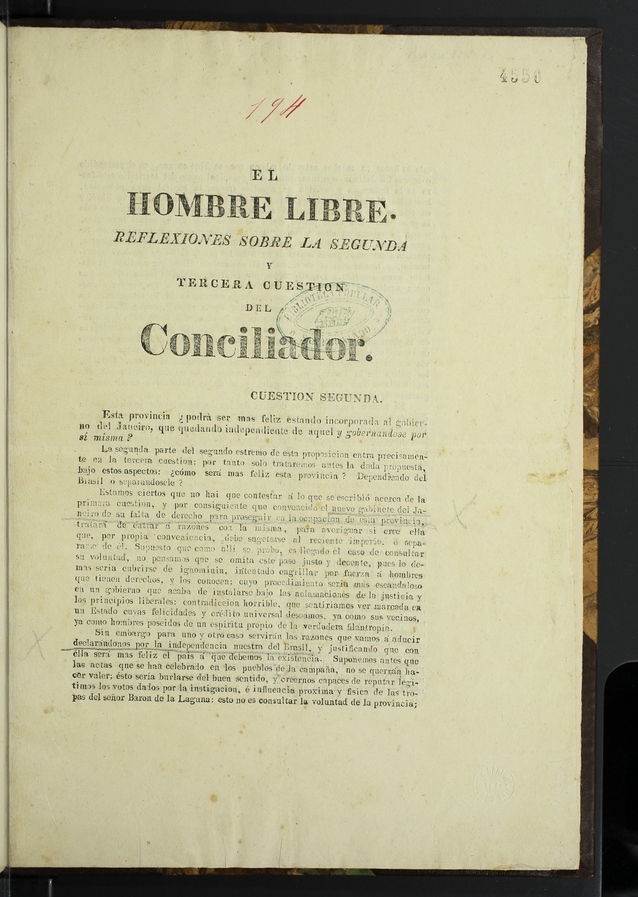 4550
194
EL
HOMBRE LIBRE.
REFLEXIONES SOBRE LA SEGUNDA
Y
TERCERA CUESTION
DEL
BIBLIOTECA POPULAR
Conciliador.
CUESTION SEGUNDA.
Esta provincia ¿podrà ser mas feliz estando incorporada al gobier-
no del Janeiro, que quedando independiente de aquel y gobernandose por
si misma?
La segunda parte del segundo estremo de esta proposicion entra precisamen-
te en la tercera cuestion: por tanto solo trataremos antes la duda propuesta,
bajo estos aspectos: ¿cómo será mas feliz esta provincia? Dependiendo del
Brasil ó separandosele?
Estamos ciertos que no hai que contestar á lo que se escribió acerca de la
primera cuestion, y por consiguiente que convencido el nuevo gabinete del Ja-
neiro de su falta de derecho para proseguir en la ocupacion de esta provincia,
tratará de entrar á razones con la misma, para averiguar si cree ella
que, por propia conveniencia, debe sugetarse al reciente imperio, ó sepa-
rarse de él. Supuesto que como alli se probó, es llegado el caso de consultar
su voluntad, no pensamos que se omita este paso justo y decente, pues lo de-
mas sería cubrirse de ignominia, intentado engrillar por fuerza á hombres
que tienen derechos, y los conocen; cuyo procedimiento sería mas escandaloso
en un gobierno que acaba de instalarse bajo las aclamaciones de la justicia y
los principios liberales: contradiccion horrible, que sentiriamos ver marcada en
un Estado cuyas felicidades y crédito universal deseamos, ya como sus vecinos,
ya como hombres poseidos de un espiritu propio de la verdadera filantropia.
Sin embargo para uno y otro caso servirán las razones que vamos á aducir
declarándonos por la independencia nuestra del Brasil, y justificando que con
ella será mas feliz el pais á que debemos la existencia. Suponemos antes que
las actas que se han celebrado en los pueblos de la campaña, no se querrán ha-
cer valer; ésto seria burlarse del buen sentido, y creernos capaces de reputar legi-
timos los votos dados por la instigacion, é influencia proxima y fisica de las tro-
pas del señor Baron de la Laguna: esto no es consultar la voluntad de la provincia;